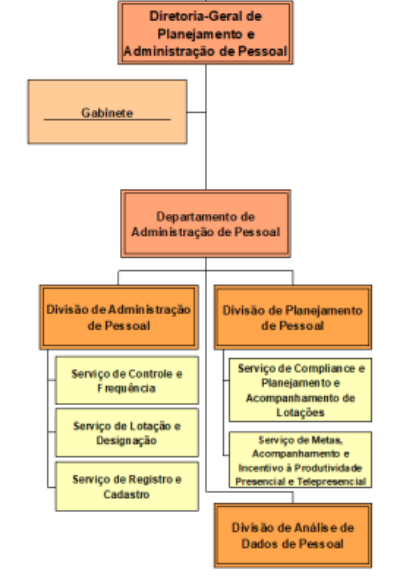 Diretoria-Geral de
Planejamento e
Administração de Pessoal
Gabinete
Departamento de
Administração de Pessoal
Divisão de Administração
de Pessoal
Serviço de Controle e
Frequência
Serviço de Lotação e
Designação
Serviço de Registro e
Cadastro
Divisão de Planejamento
de Pessoal
Serviço de Compliance e
Planejamento e
Acompanhamento de
Lotações
Serviço de Metas,
Acompanhamento e
Incentivo à Produtividade
Presencial e Telepresencial
Divisão de Análise de
Dados de Pessoal